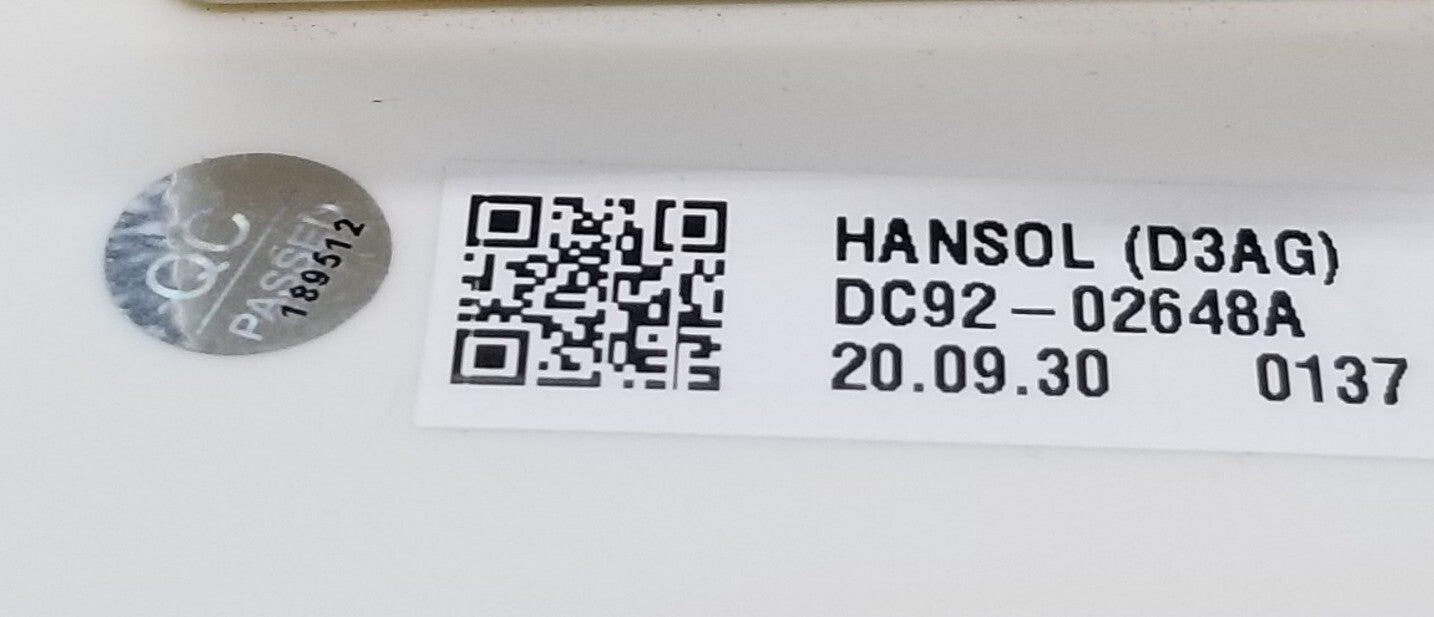 QC
PASSED
189512
HANSOL (D3AG)
DC92-02648A
20.09.30 0137